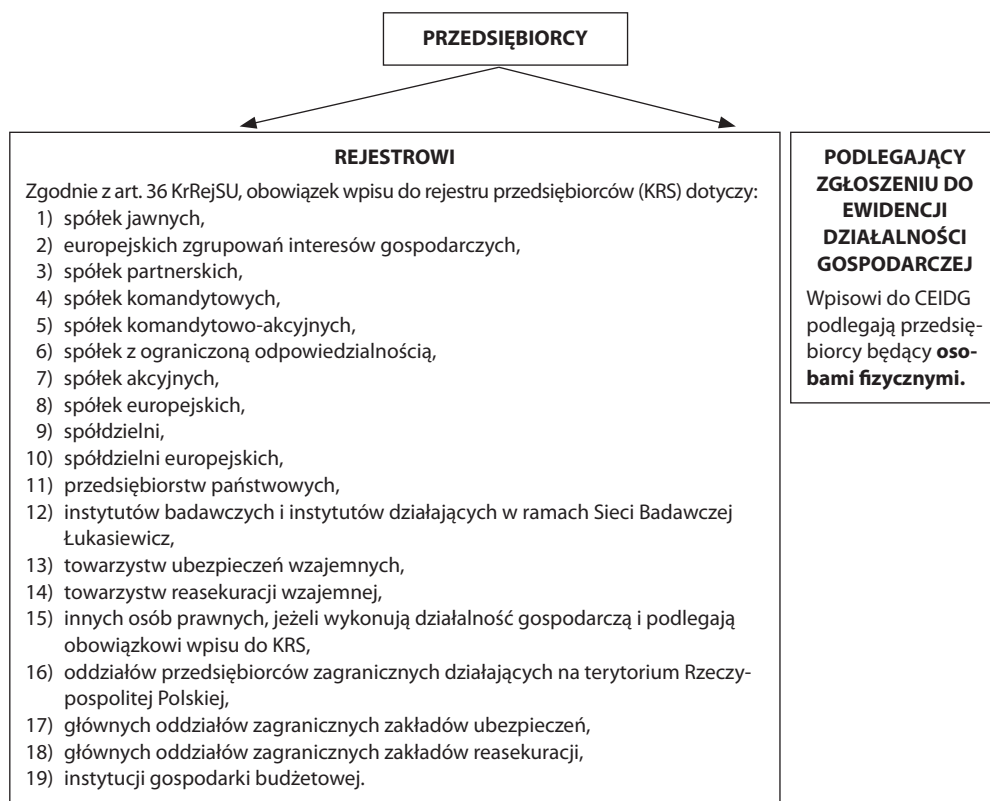 PRZEDSIĘBIORCY
REJESTROWI
Zgodnie z art. 36 KrRejSU, obowiązek wpisu do rejestru przedsiębiorców (KRS) dotyczy:
1) spółek jawnych,
2) europejskich zgrupowań interesów gospodarczych,
3) spółek partnerskich,
4) spółek komandytowych,
5) spółek komandytowo-akcyjnych,
6) spółek z ograniczoną odpowiedzialnością,
7) spółek akcyjnych,
8) spółek europejskich,
9) spółdzielni,
10) spółdzielni europejskich,
11) przedsiębiorstw państwowych,
12) instytutów badawczych i instytutów działających w ramach Sieci Badawczej
Łukasiewicz,
13) towarzystw ubezpieczeń wzajemnych,
14) towarzystw reasekuracji wzajemnej,
15) innych osób prawnych, jeżeli wykonują działalność gospodarczą i podlegają
obowiązkowi wpisu do KRS,
16) oddziałów przedsiębiorców zagranicznych działających na terytorium Rzeczy-
pospolitej Polskiej,
17) głównych oddziałów zagranicznych zakładów ubezpieczeń,
18) głównych oddziałów zagranicznych zakładów reasekuracji,
19) instytucji gospodarki budżetowej.
PODLEGAJĄCY
ZGŁOSZENIU DO
EWIDENCJI
DZIAŁALNOŚCI
GOSPODARCZEJ
Wpisowi do CEIDG
podlegają przedsię-
biorcy będący oso-
bami fizycznymi.